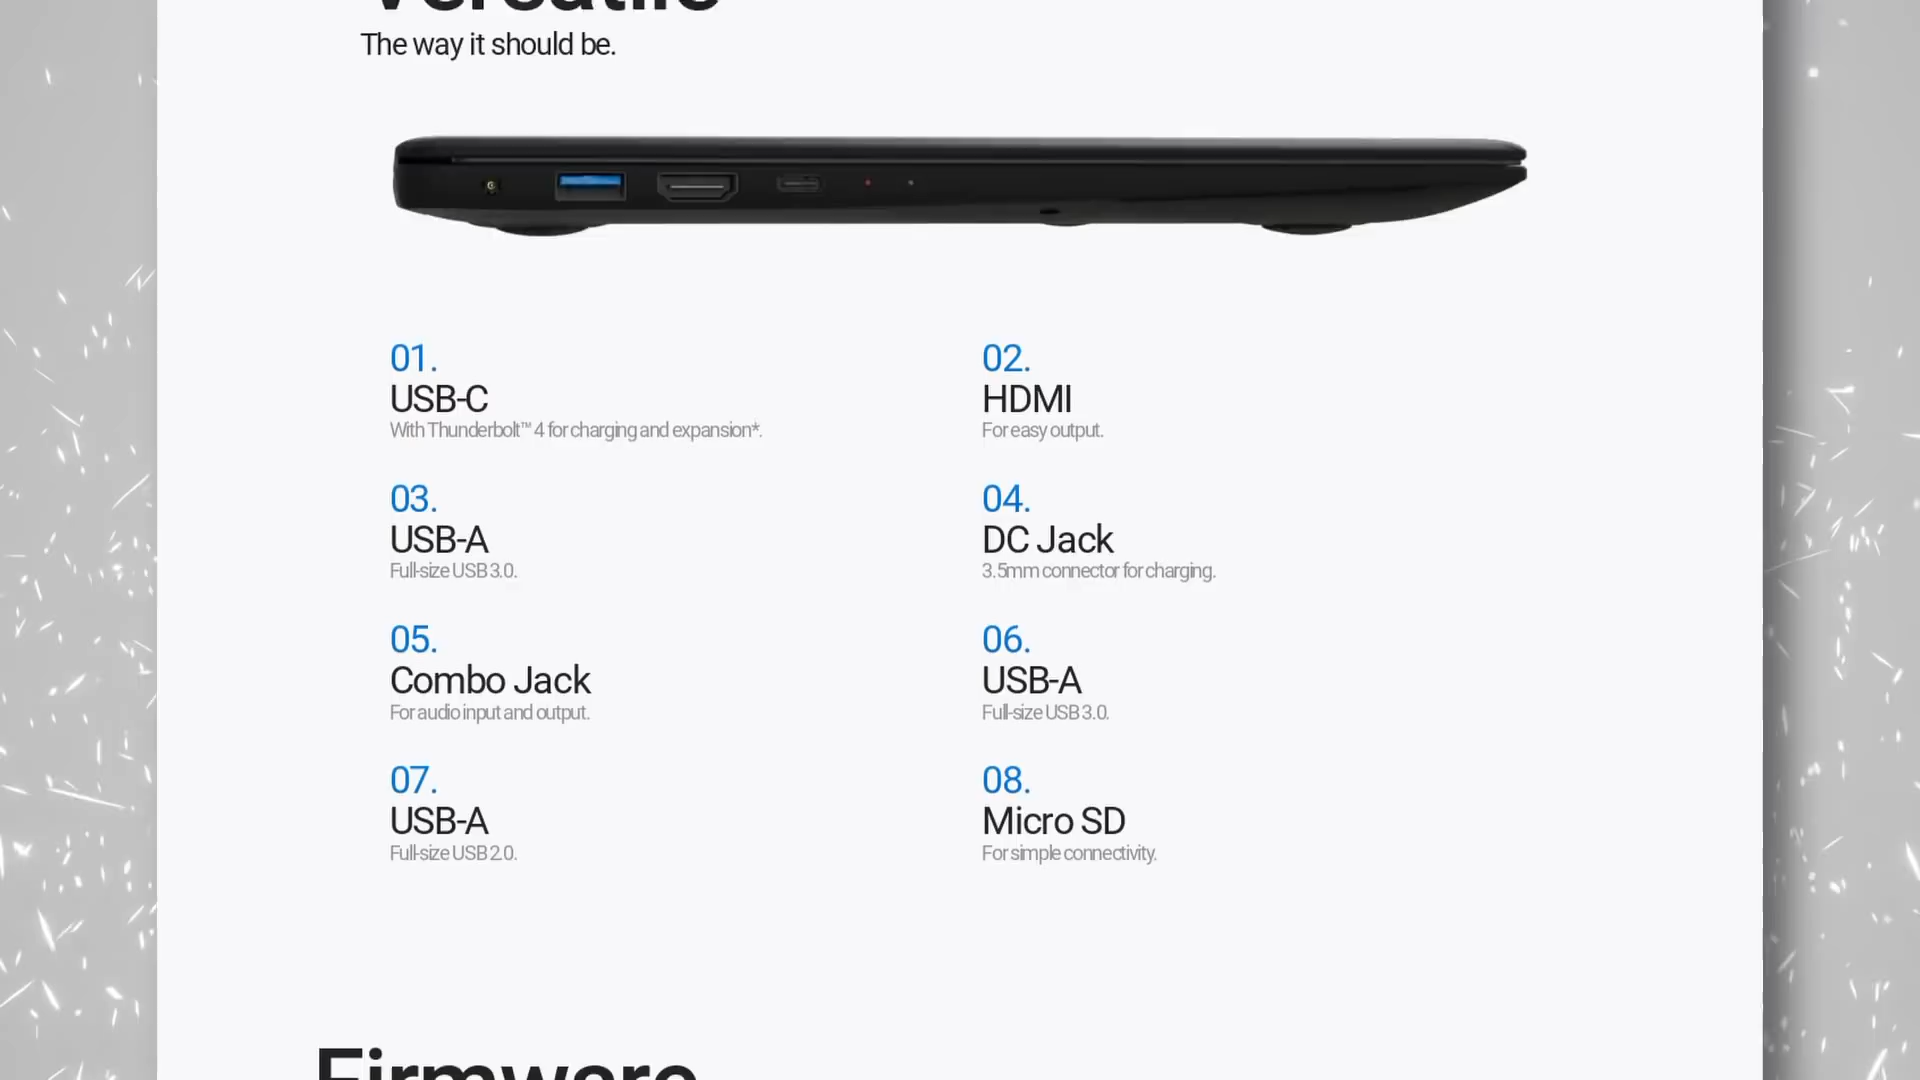 Versatile
The way it should be.
01.
USB-C
With Thunderbolt™ 4 for charging and expansion*.
02.
HDMI
For easy output.
03.
USB-A
Full-size USB 3.0.
04.
DC Jack
3.5mm connector for charging.
05.
Combo Jack
For audio input and output.
06.
USB-A
Full-size USB 3.0.
07.
USB-A
Full-size USB 2.0.
08.
Micro SD
For simple connectivity.
Firmware